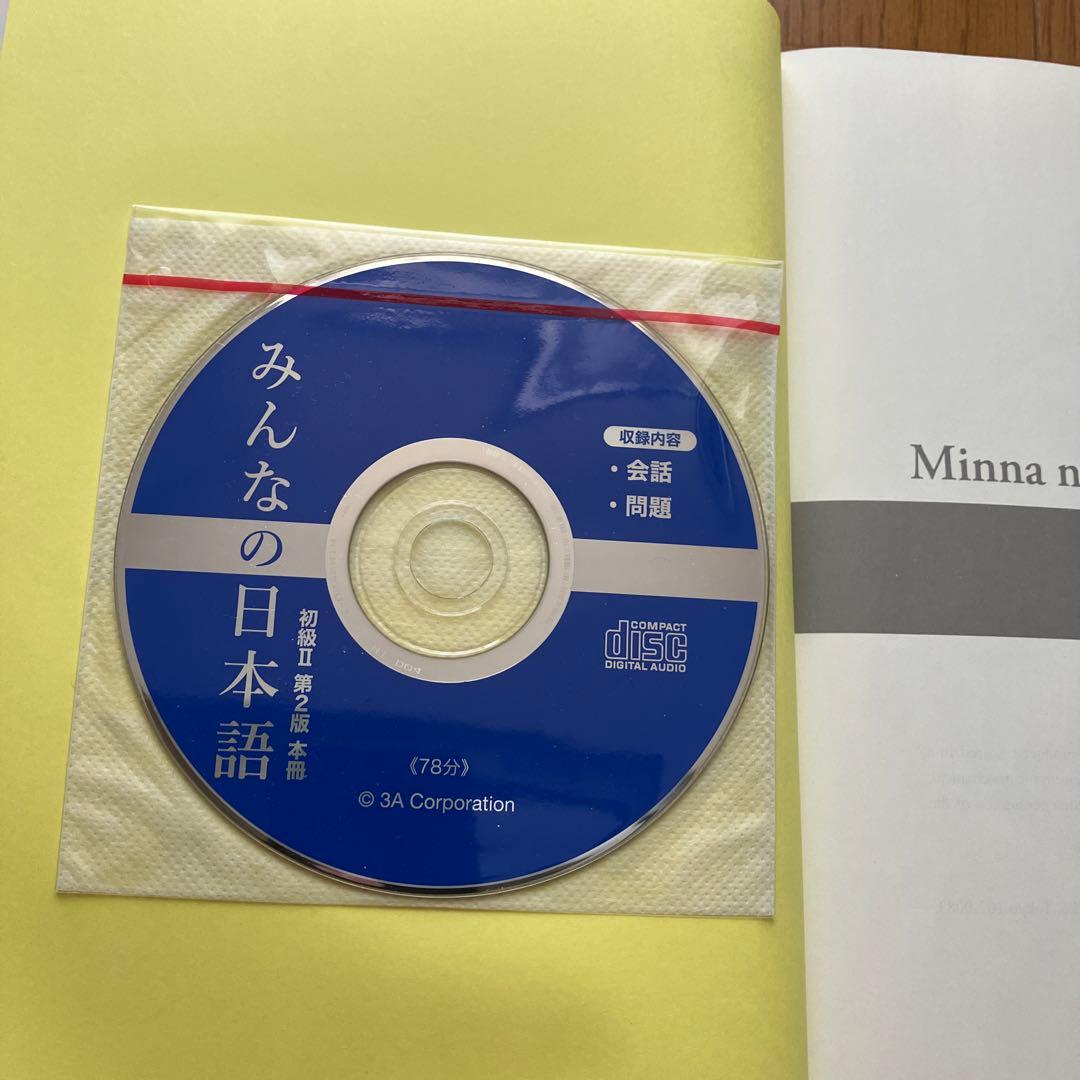 みんなの日本語
初級II 第2版 本冊
収録内容
・会話
・問題
COMPACT
disc
DIGITAL AUDIO
《78分》
© 3A Corporation
Minna n